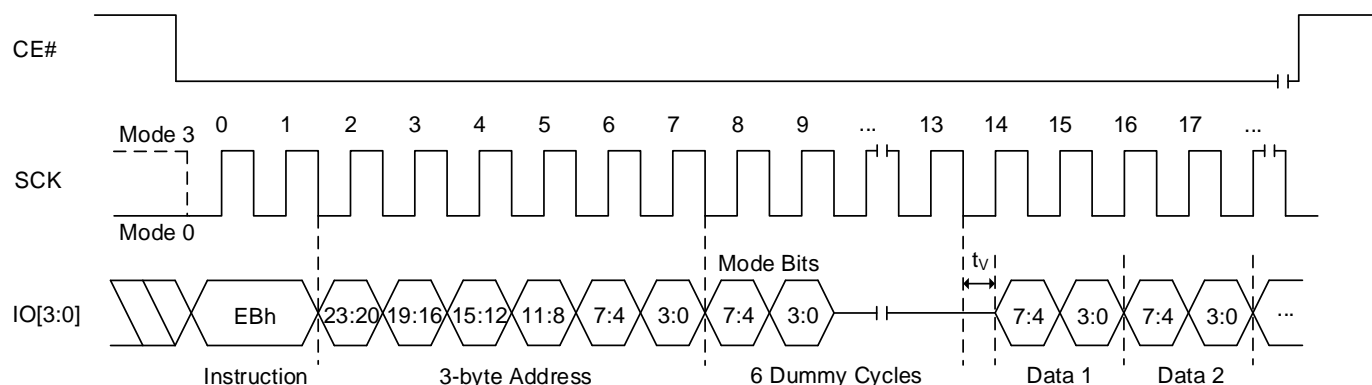 CE#
0 1 2 3 4 5 6 7 8 9 ... 13 14 15 16 17 ...
Mode 3
SCK
Mode 0
Mode Bits
tV
IO[3:0]
EBh 23:20 19:16 15:12 11:8 7:4 3:0 7:4 3:0 7:4 3:0 7:4 3:0 ...
Instruction 3-byte Address 6 Dummy Cycles Data 1 Data 2